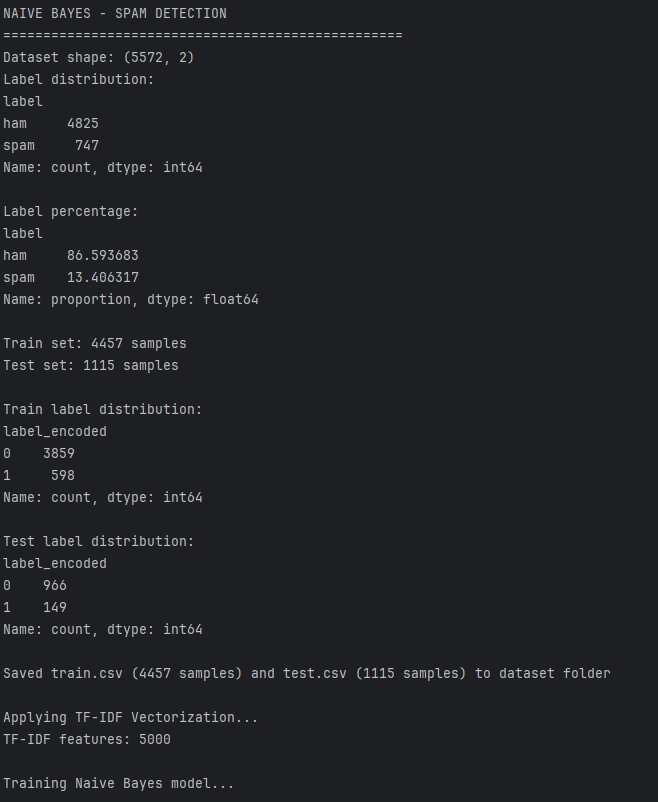 NAIVE BAYES - SPAM DETECTION
==================================================
Dataset shape: (5572, 2)
Label distribution:
label
ham     4825
spam     747
Name: count, dtype: int64

Label percentage:
label
ham     86.593683
spam    13.406317
Name: proportion, dtype: float64

Train set: 4457 samples
Test set: 1115 samples

Train label distribution:
label_encoded
0    3859
1     598
Name: count, dtype: int64

Test label distribution:
label_encoded
0    966
1    149
Name: count, dtype: int64

Saved train.csv (4457 samples) and test.csv (1115 samples) to dataset folder

Applying TF-IDF Vectorization...
TF-IDF features: 5000

Training Naive Bayes model...